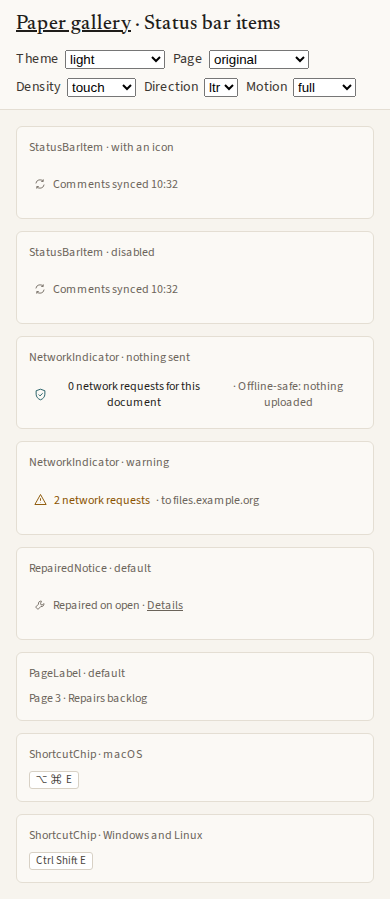 Paper gallery · Status bar items
Theme light Page original
Density touch Direction ltr Motion full
StatusBarItem · with an icon
Comments synced 10:32
StatusBarItem · disabled
Comments synced 10:32
NetworkIndicator · nothing sent
0 network requests for this document · Offline-safe: nothing uploaded
NetworkIndicator · warning
2 network requests · to files.example.org
RepairedNotice · default
Repaired on open · Details
PageLabel · default
Page 3 · Repairs backlog
ShortcutChip · macOS
⌥ ⌘ E
ShortcutChip · Windows and Linux
Ctrl Shift E